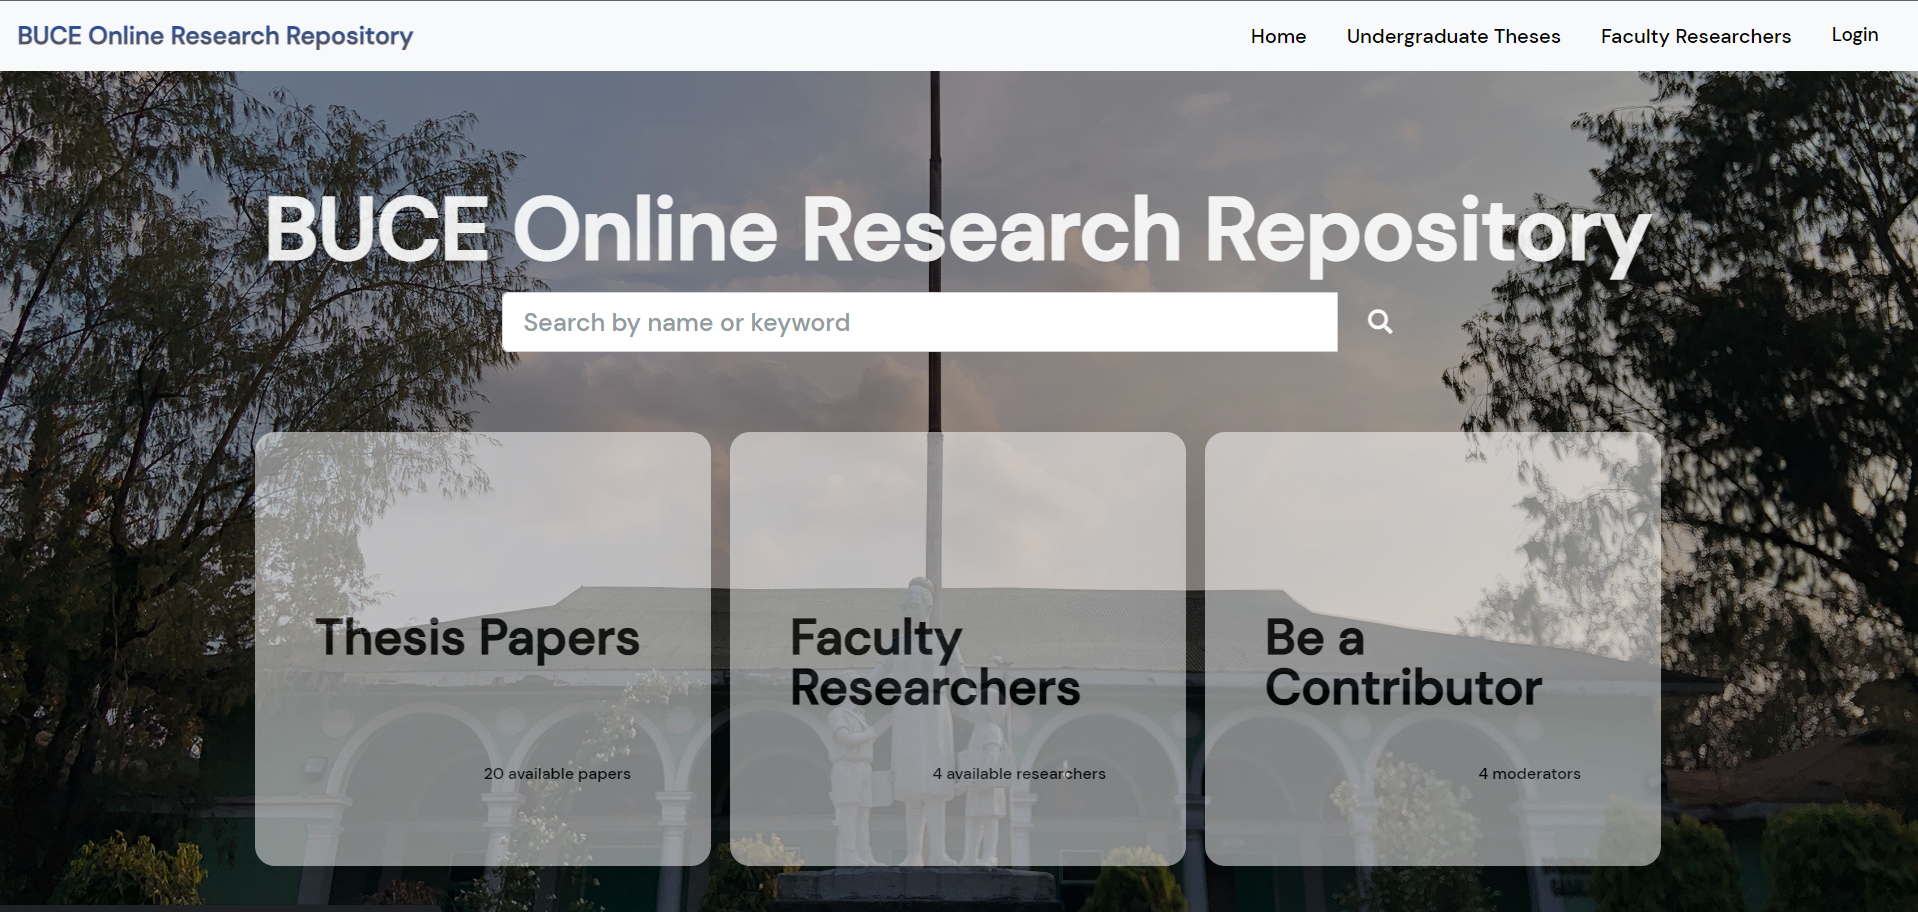 BUCE Online Research Repository
Home
Undergraduate Theses
Faculty Researchers
Login
BUCE Online Research Repository
Search by name or keyword
Thesis Papers
20 available papers
Faculty
Researchers
4 available researchers
Be a
Contributor
4 moderators